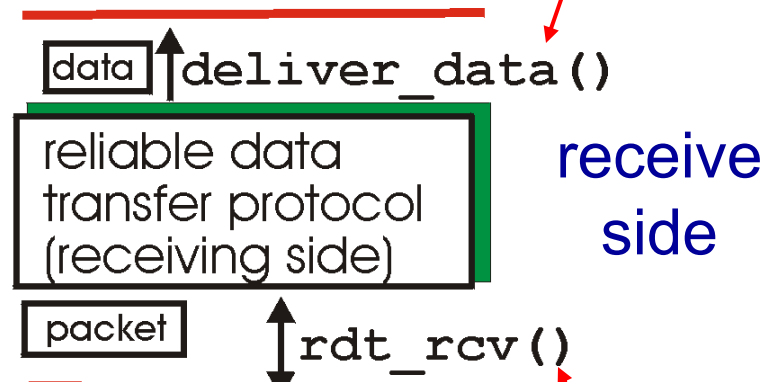 data deliver_data()
reliable data
transfer protocol
(receiving side)
receive
side
packet
rdt_rcv()